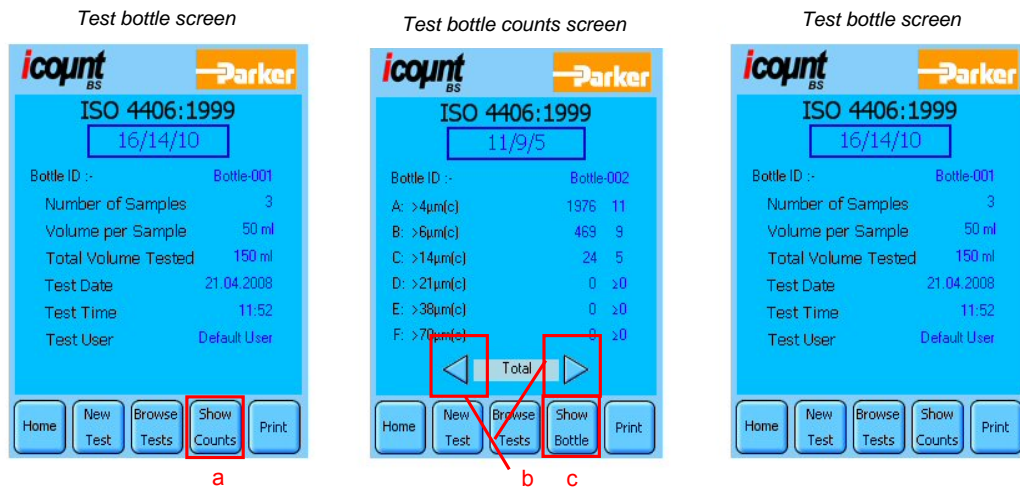 Test bottle screen
icount
BS
Parker
ISO 4406:1999
16/14/10
Bottle ID :- Bottle-001
Number of Samples 3
Volume per Sample 50 ml
Total Volume Tested 150 ml
Test Date 21.04.2008
Test Time 11:52
Test User Default User
Home New Test Browse Tests Show Counts Print
a
Test bottle counts screen
icount
BS
Parker
ISO 4406:1999
11/9/5
Bottle ID :- Bottle-002
A: >4µm(c) 1976 11
B: >6µm(c) 469 9
C: >14µm(c) 24 5
D: >21µm(c) 0 ≥0
E: >38µm(c) 0 ≥0
F: >70µm(c) 0 ≥0
Total
Home New Test Browse Tests Show Bottle Print
b c
Test bottle screen
icount
BS
Parker
ISO 4406:1999
16/14/10
Bottle ID :- Bottle-001
Number of Samples 3
Volume per Sample 50 ml
Total Volume Tested 150 ml
Test Date 21.04.2008
Test Time 11:52
Test User Default User
Home New Test Browse Tests Show Counts Print